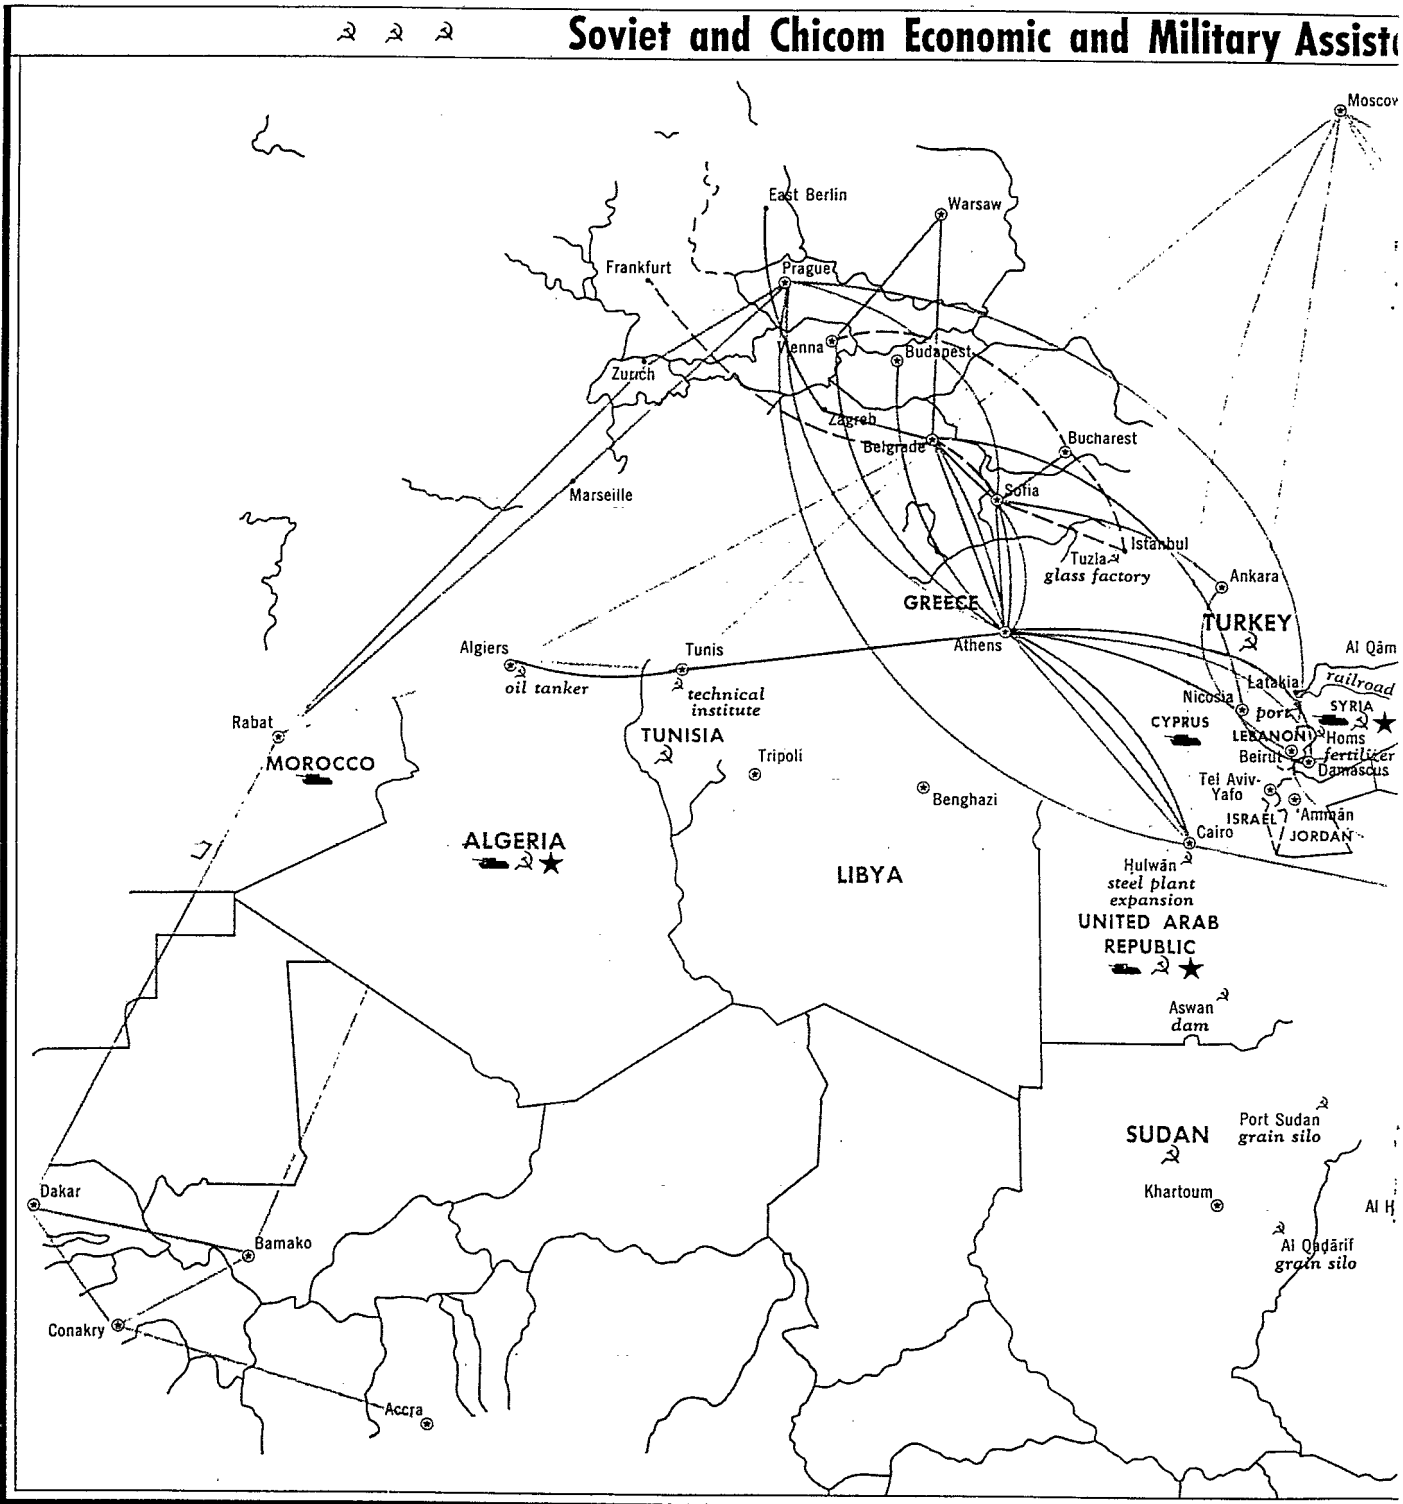 Soviet and Chicom Economic and Military Assist
Moscow
East Berlin
Warsaw
Frankfurt
Prague
Vienna
Budapest
Zurich
Zagreb
Belgrade
Bucharest
Marseille
Sofia
Istanbul
Tuzla
glass factory
Ankara
GREECE
TURKEY
Athens
Algiers
oil tanker
Tunis
technical
institute
Al Qām
railroad
Latakia
Nicosia
port
SYRIA
CYPRUS
LEBANON
Homs
fertilizer
Beirut
Damascus
Rabat
MOROCCO
TUNISIA
Tripoli
Benghazi
Tel Aviv-
Yafo
ISRAEL
'Ammān
JORDAN
Cairo
ALGERIA
LIBYA
Ḥulwān
steel plant
expansion
UNITED ARAB
REPUBLIC
Aswan
dam
Port Sudan
grain silo
SUDAN
Khartoum
Al Ḥ
Al Qaḍārif
grain silo
Dakar
Bamako
Conakry
Accra